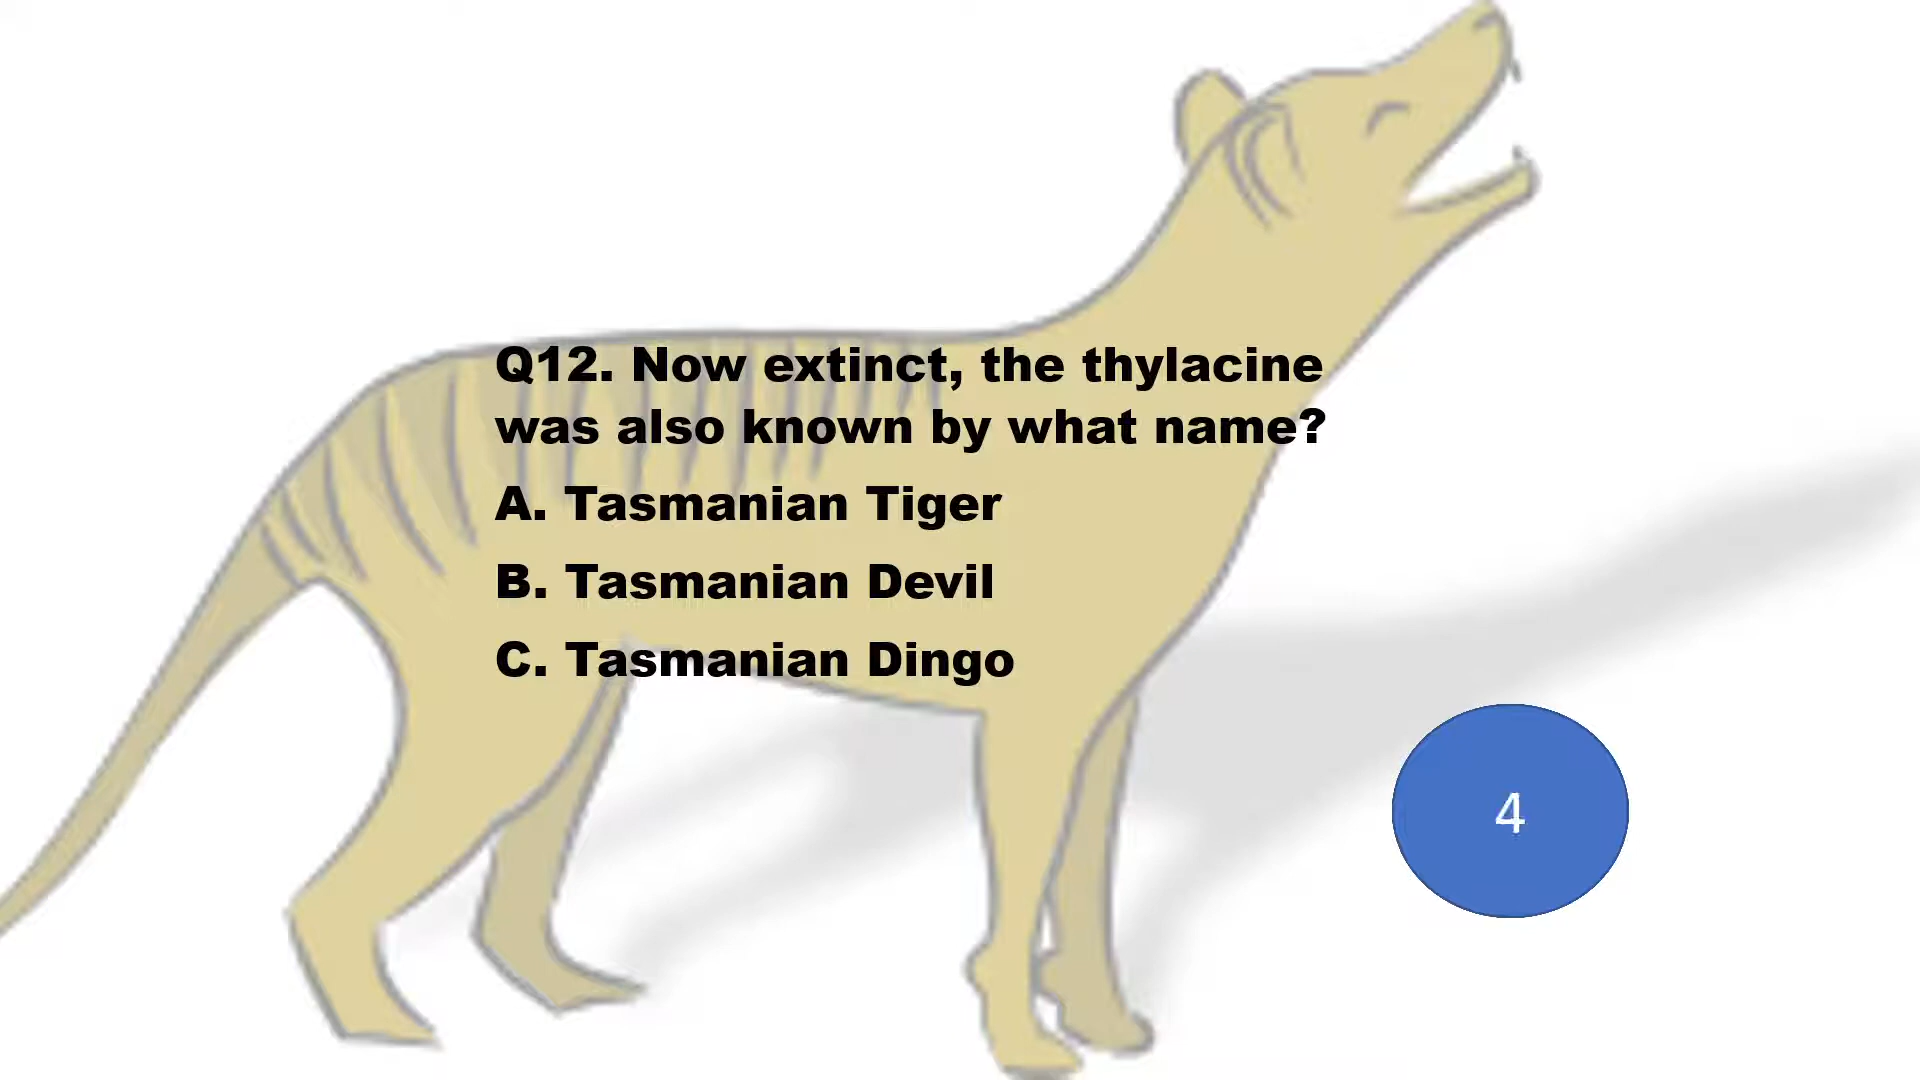 Q12. Now extinct, the thylacine
was also known by what name?
A. Tasmanian Tiger
B. Tasmanian Devil
C. Tasmanian Dingo
4